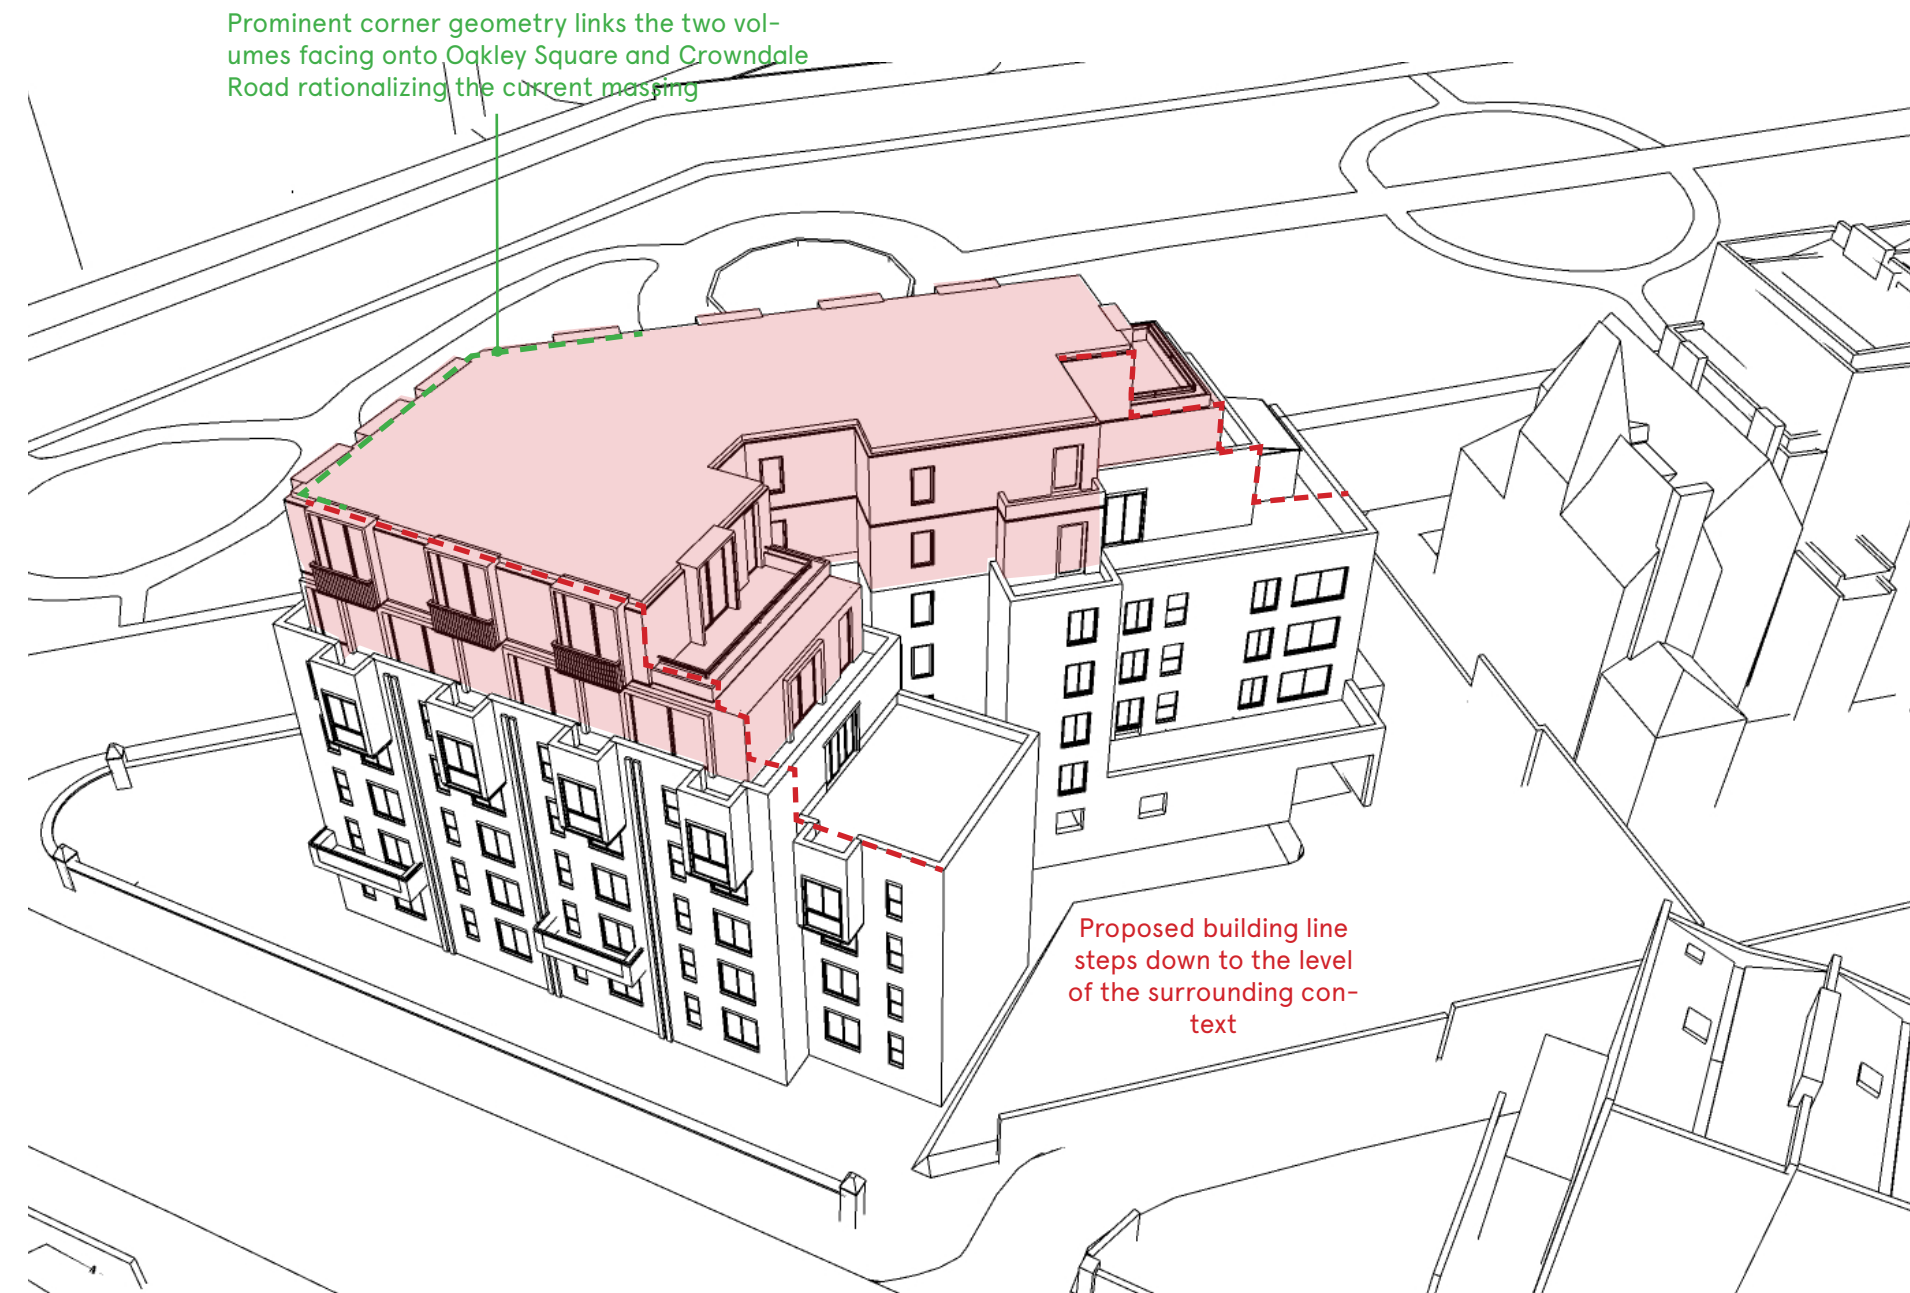 Prominent corner geometry links the two vol-
umes facing onto Oakley Square and Crowndale
Road rationalizing the current massing
Proposed building line
steps down to the level
of the surrounding con-
text